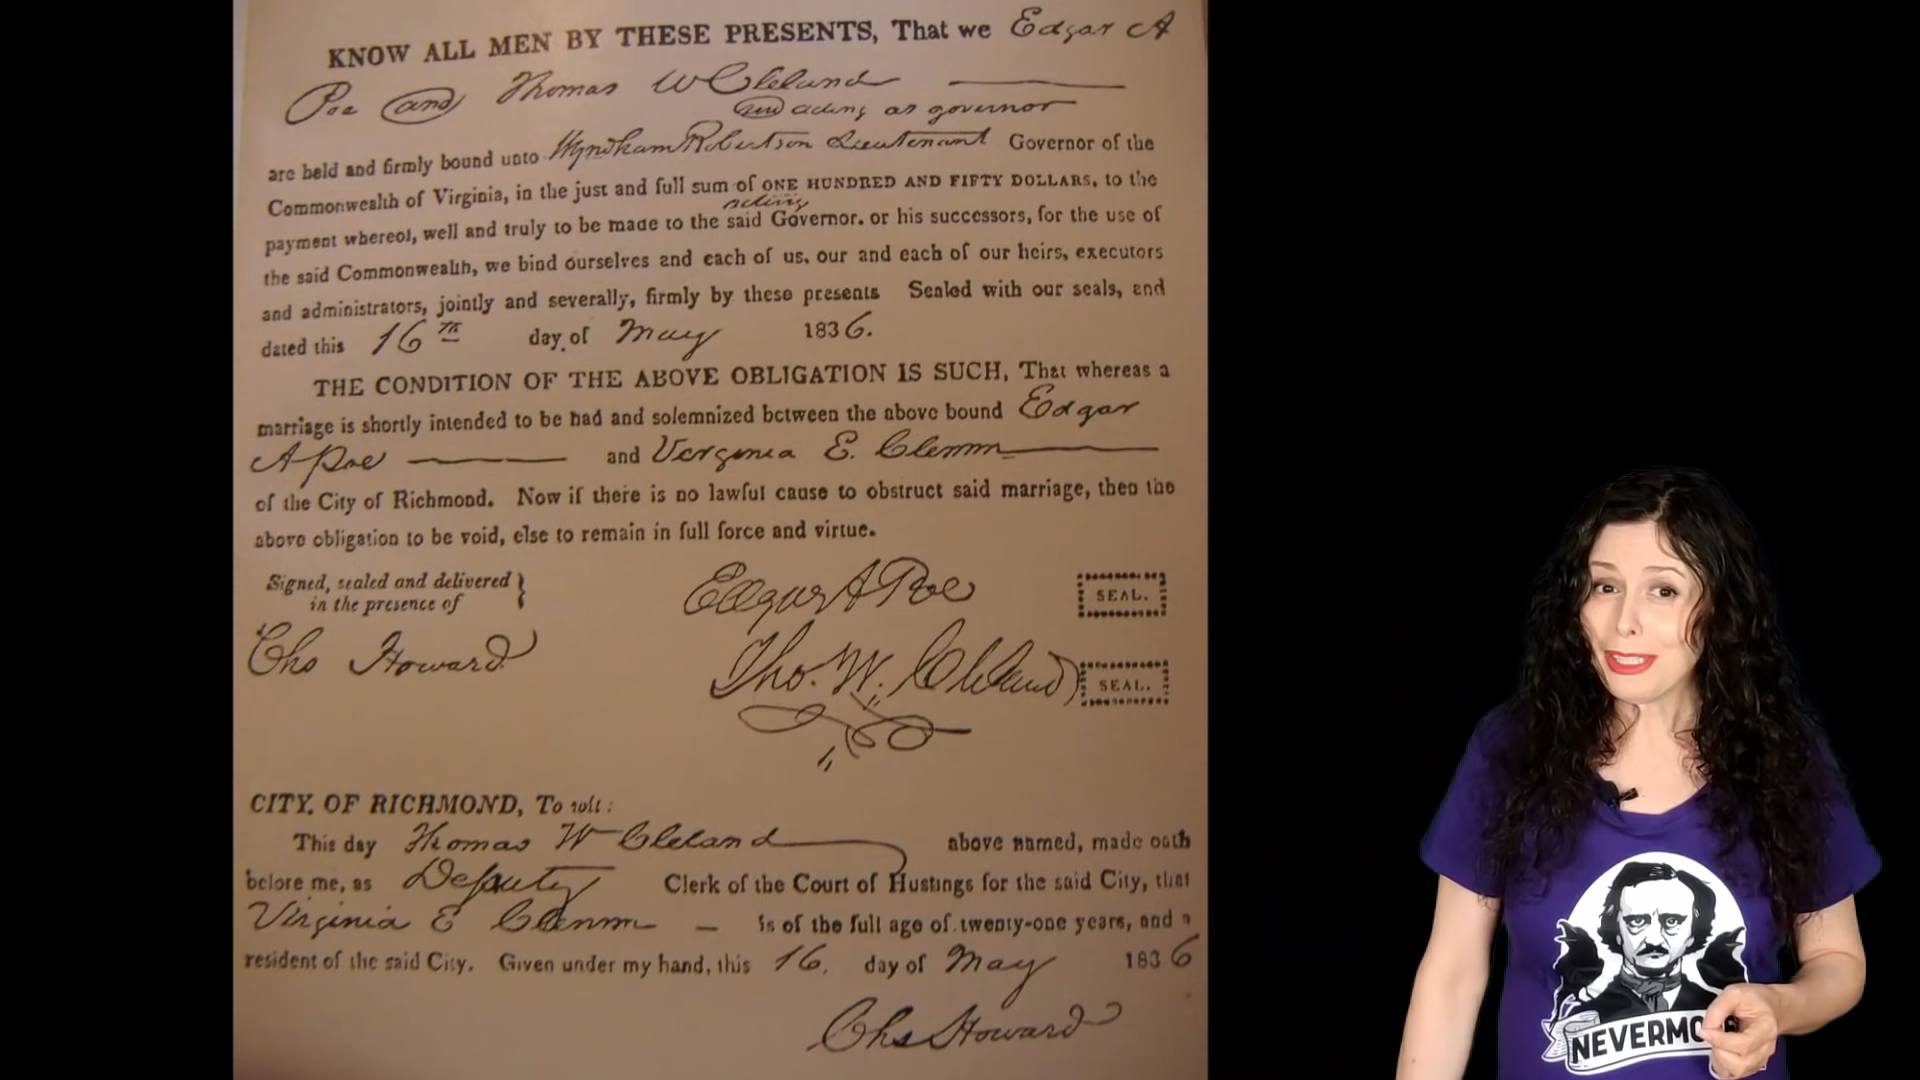 KNOW ALL MEN BY THESE PRESENTS, That we Edgar A
Poe and Thomas W Cleland
and acting as governor
are held and firmly bound unto Wyndham Robertson Lieutenant Governor of the
Commonwealth of Virginia, in the just and full sum of ONE HUNDRED AND FIFTY DOLLARS, to the
acting
payment whereof, well and truly to be made to the said Governor. or his successors, for the use of
the said Commonwealth, we bind ourselves and each of us, our and each of our heirs, executors
and administrators, jointly and severally, firmly by these presents Sealed with our seals, and
dated this 16th day of May 1836.
THE CONDITION OF THE ABOVE OBLIGATION IS SUCH, That whereas a
marriage is shortly intended to be had and solemnized between the above bound Edgar
A Poe and Virginia E. Clemm
of the City of Richmond. Now if there is no lawful cause to obstruct said marriage, then the
above obligation to be void, else to remain in full force and virtue.
Signed, sealed and delivered
in the presence of
Edgar A Poe SEAL.
Chs Howard
Tho. W. Cleland SEAL.
CITY. OF RICHMOND, To wit:
This day Thomas W Cleland above named, made oath
before me, as Deputy Clerk of the Court of Hustings for the said City, that
Virginia E Clemm is of the full age of twenty-one years, and a
resident of the said City. Given under my hand, this 16. day of May 1836
Chs Howard
NEVERMO